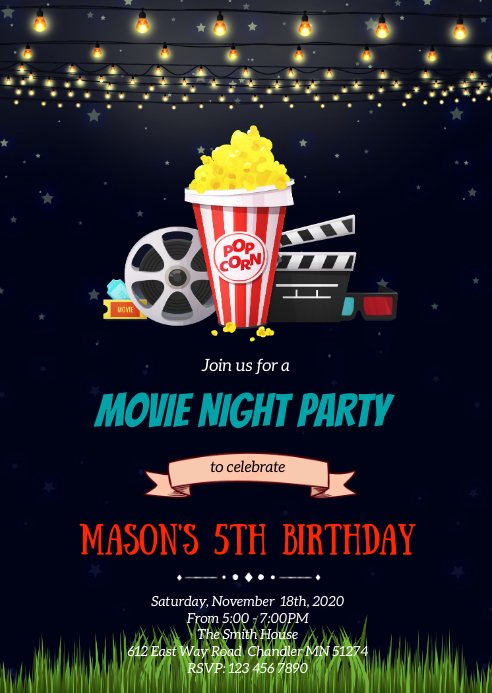 POP
CORN
MOVIE
Join us for a
MOVIE NIGHT PARTY
to celebrate
MASON'S 5TH BIRTHDAY
Saturday, November 18th, 2020
From 5:00 - 7:00PM
The Smith House
612 East Way Road Chandler MN 51274
RSVP: 123 456 7890